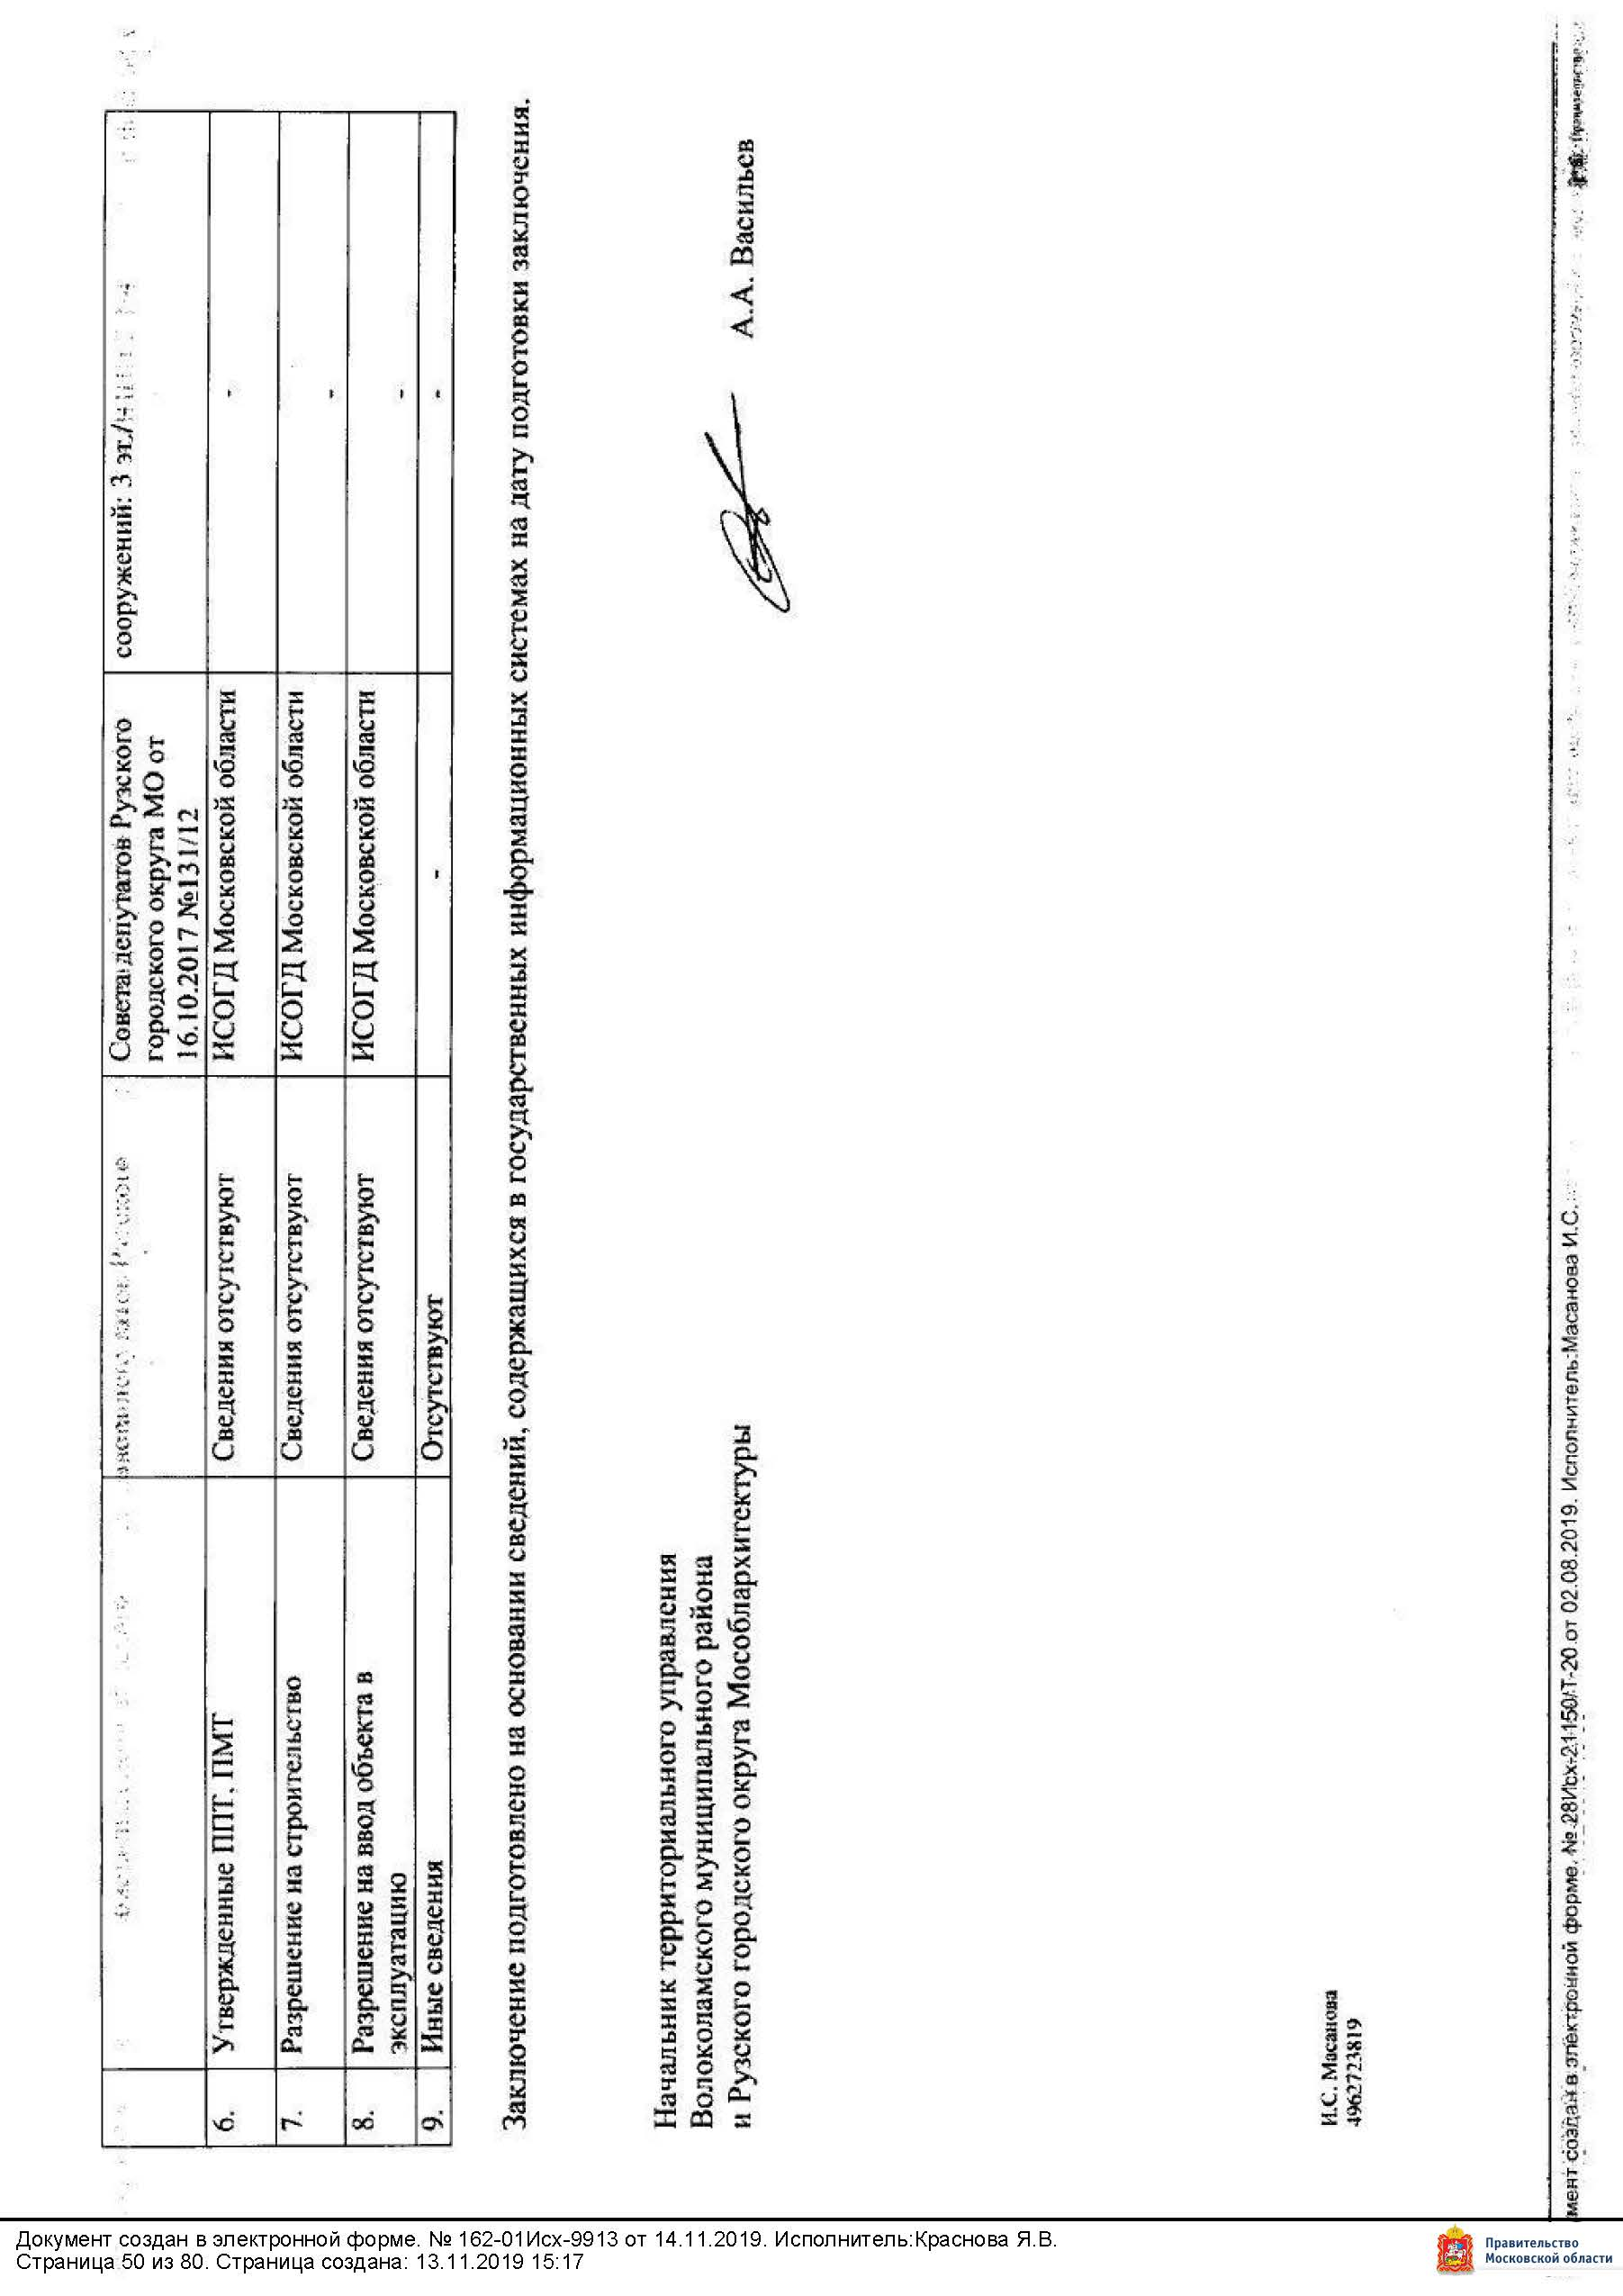 Совета депутатов Рузского
городского округа МО от
16.10.2017 №131/12
сооружений: 3 эт./
6.
Утвержденные ППТ, ПМТ
Сведения отсутствуют
ИСОГД Московской области
-
7.
Разрешение на строительство
Сведения отсутствуют
ИСОГД Московской области
-
8.
Разрешение на ввод объекта в
эксплуатацию
Сведения отсутствуют
ИСОГД Московской области
-
9.
Иные сведения
Отсутствуют
-
-
Заключение подготовлено на основании сведений, содержащихся в государственных информационных системах на дату подготовки заключения.
Начальник территориального управления
Волоколамского муниципального района
и Рузского городского округа Мособлархитектуры
А.А. Васильев
И.С. Масанова
4962723819
мент создан в электронной форме. № 28Исх-21150/Т-20 от 02.08.2019. Исполнитель:Масанова И.С.
Документ создан в электронной форме. № 162-01Исх-9913 от 14.11.2019. Исполнитель:Краснова Я.В.
Страница 50 из 80. Страница создана: 13.11.2019 15:17
Правительство
Московской области